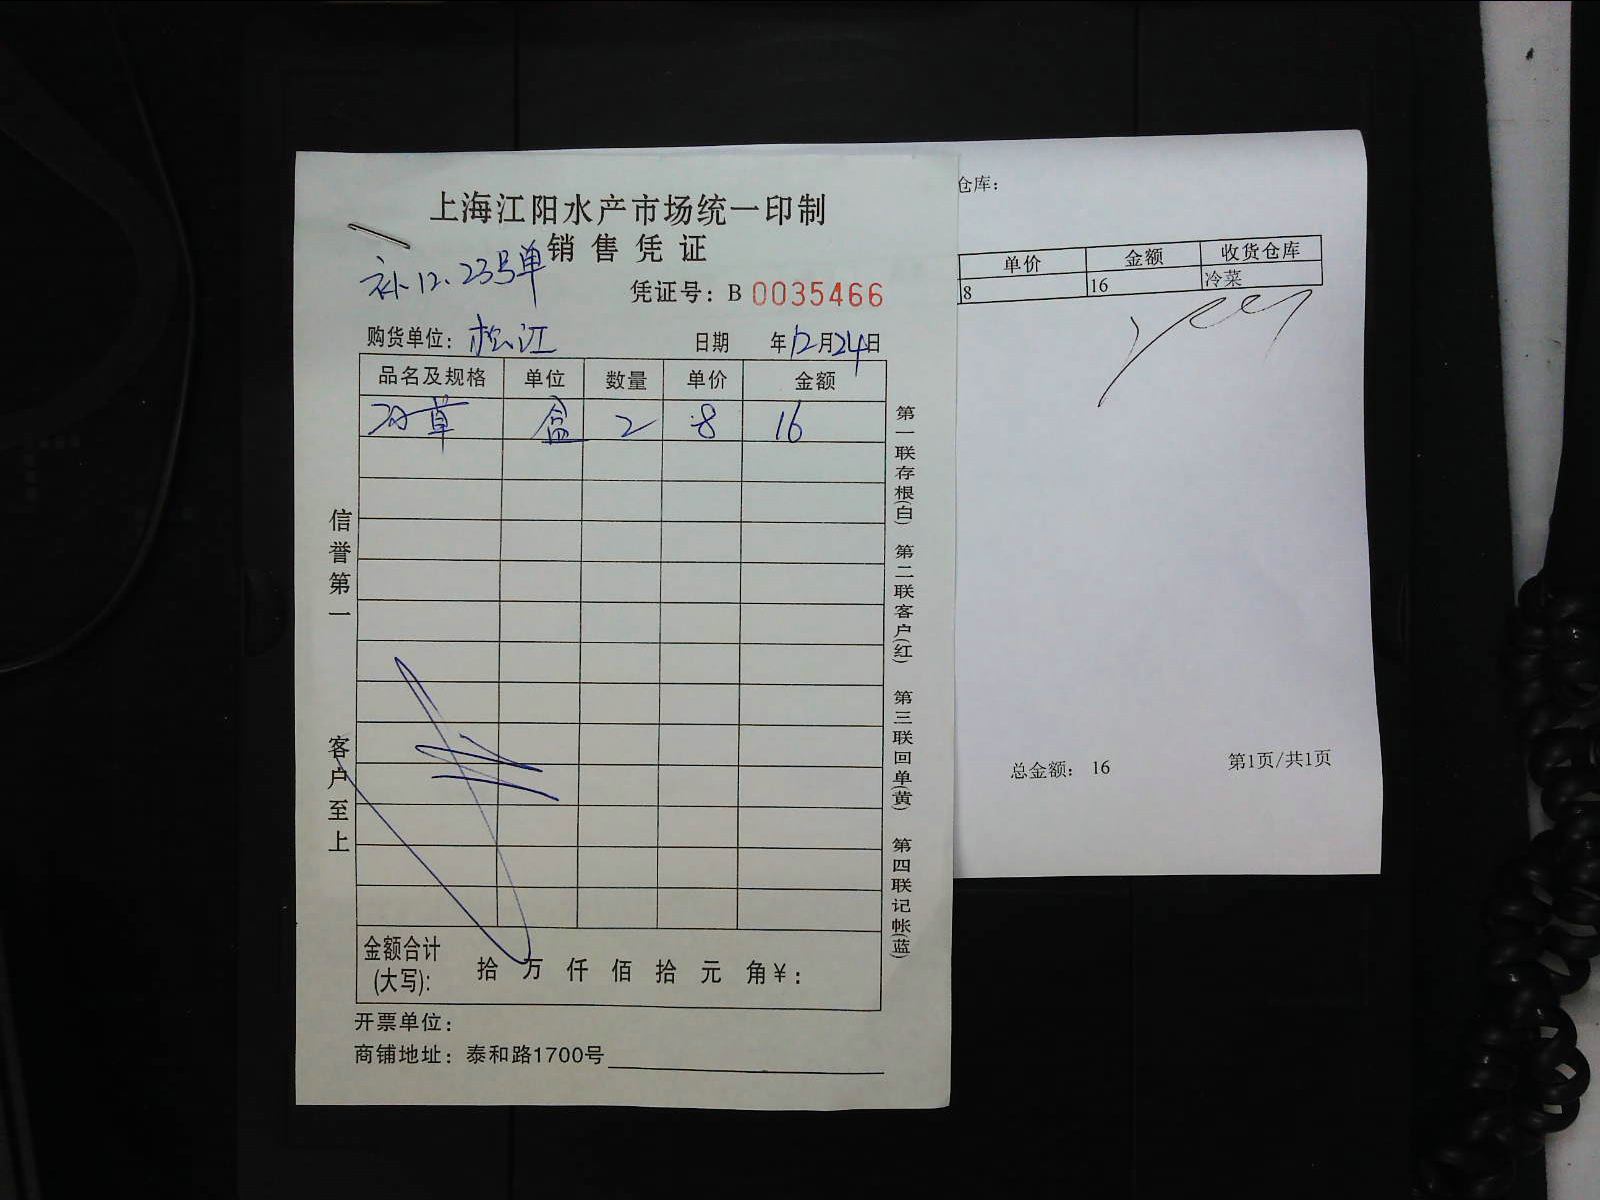 上海江阳水产市场统一印制
销售凭证
补12.23号单
凭证号：B 0035466
购货单位：松江 日期 年12月24日
品名及规格 单位 数量 单价 金额
草 盒 2 8 16
信誉第一
客户至上
第一联存根(白) 第二联客户(红) 第三联回单(黄) 第四联记帐(蓝)
金额合计
(大写)： 拾 万 仟 佰 拾 元 角¥：
开票单位：
商铺地址：泰和路1700号
仓库：
单价 金额 收货仓库
8 16 冷菜
总金额： 16 第1页/共1页